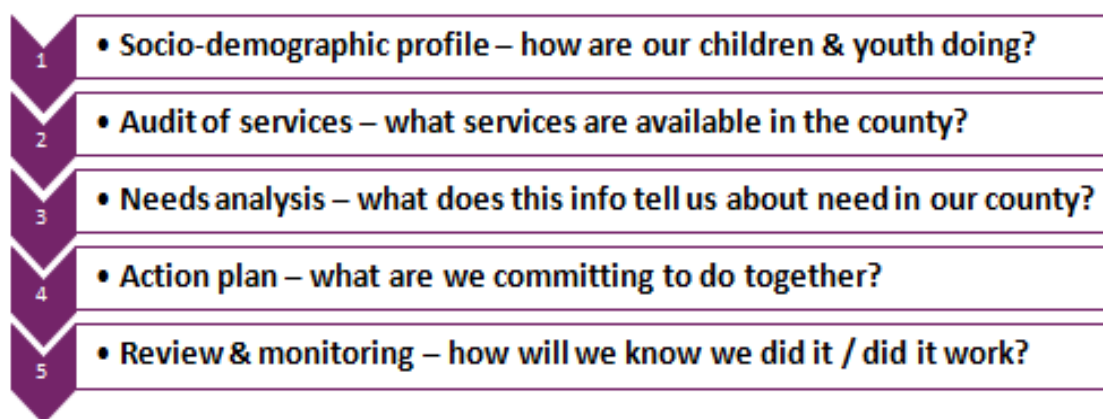 1
• Socio-demographic profile – how are our children & youth doing?
2
• Audit of services – what services are available in the county?
3
• Needs analysis – what does this info tell us about need in our county?
4
• Action plan – what are we committing to do together?
5
• Review & monitoring – how will we know we did it / did it work?